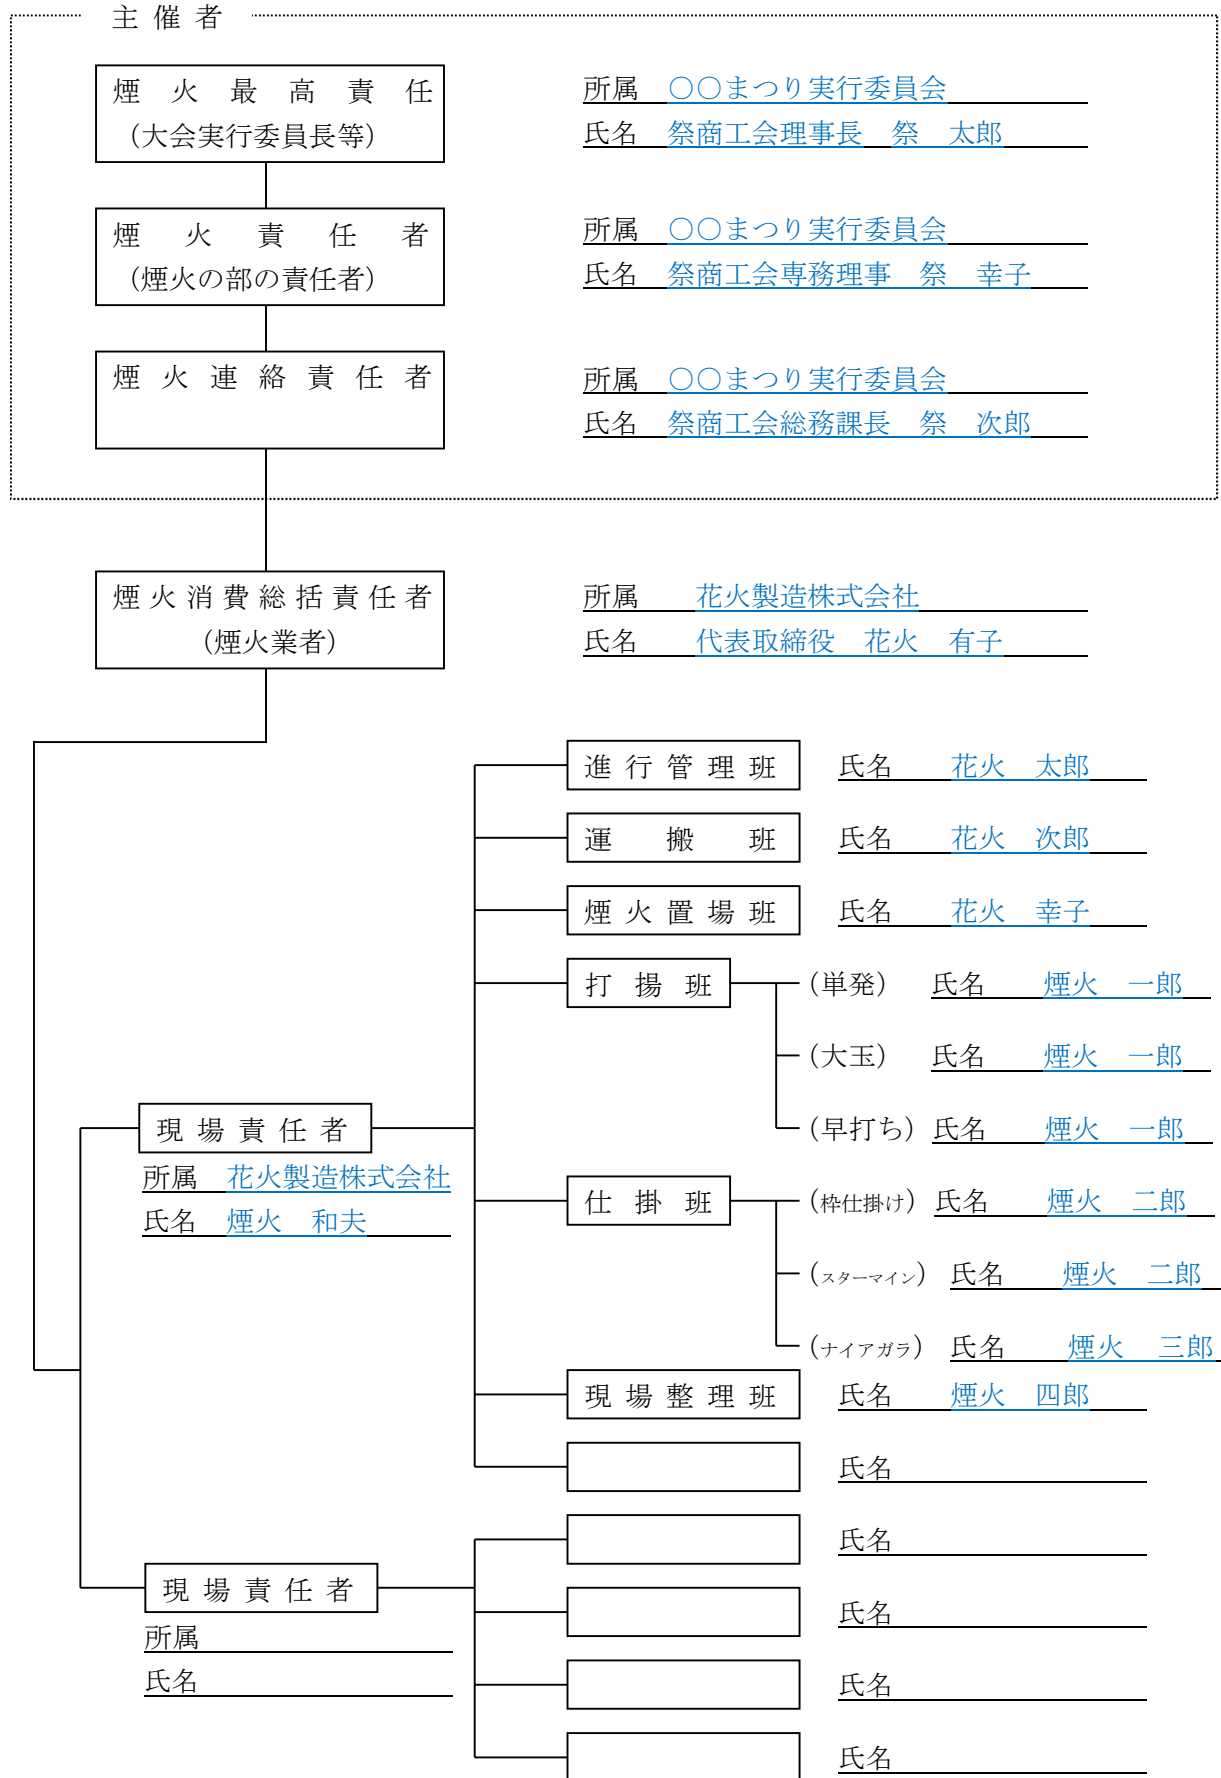 主催者
煙火最高責任
（大会実行委員長等）
所属　〇〇まつり実行委員会
氏名　祭商工会理事長　祭　太郎
煙火責任者
（煙火の部の責任者）
所属　〇〇まつり実行委員会
氏名　祭商工会専務理事　祭　幸子
煙火連絡責任者
所属　〇〇まつり実行委員会
氏名　祭商工会総務課長　祭　次郎
煙火消費総括責任者
（煙火業者）
所属　花火製造株式会社
氏名　代表取締役　花火　有子
進行管理班　氏名　花火　太郎
運搬班　氏名　花火　次郎
煙火置場班　氏名　花火　幸子
打揚班　（単発）　氏名　煙火　一郎
（大玉）　氏名　煙火　一郎
（早打ち）氏名　煙火　一郎
現場責任者
所属　花火製造株式会社
氏名　煙火　和夫
仕掛班　（枠仕掛け）氏名　煙火　二郎
（スターマイン）　氏名　煙火　二郎
（ナイアガラ）　氏名　煙火　三郎
現場整理班　氏名　煙火　四郎
氏名
氏名
現場責任者
所属
氏名
氏名
氏名
氏名